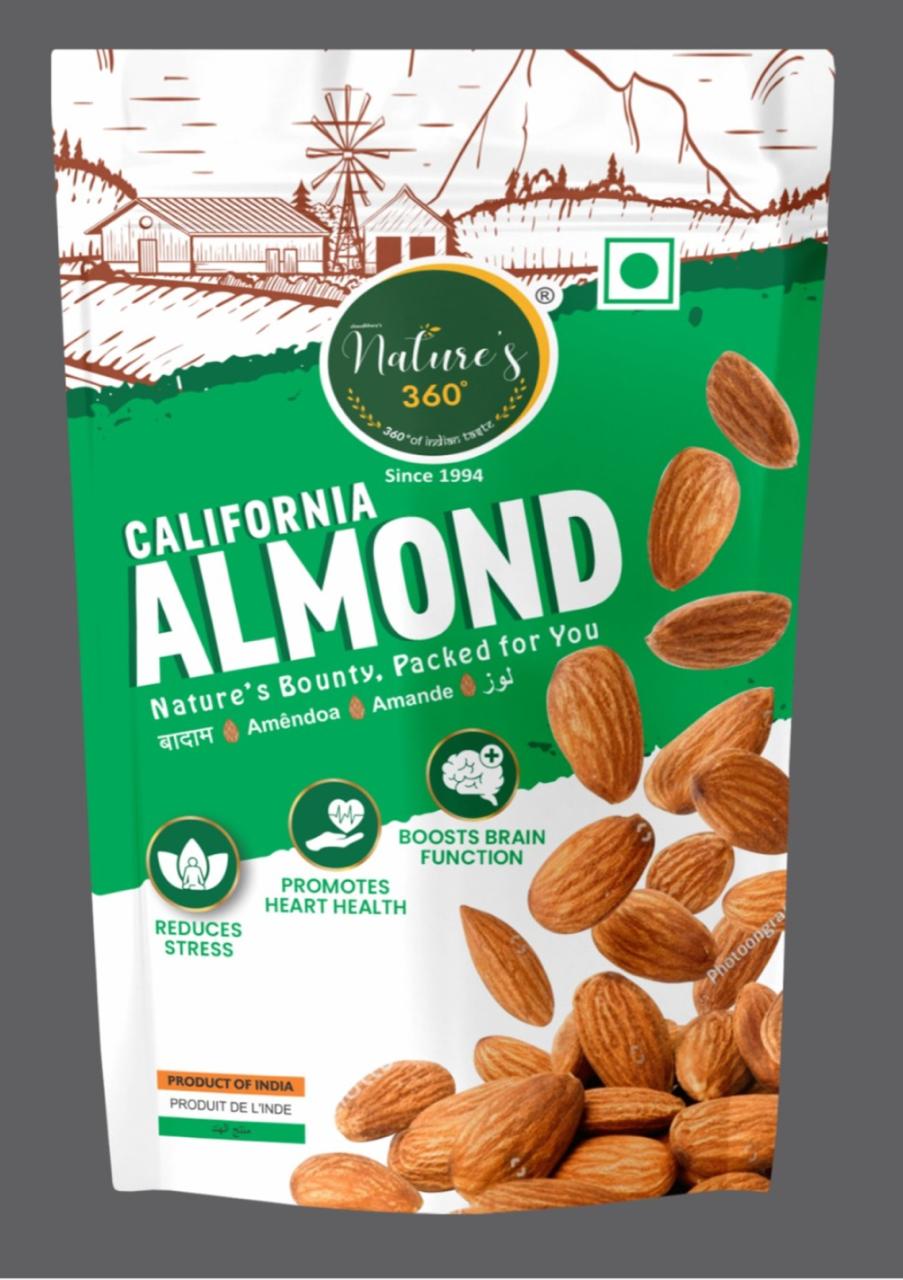 ®
Nature's
360°
360° of indian taste
Since 1994
CALIFORNIA
ALMOND
Nature's Bounty, Packed for You
बादाम Amêndoa Amande لوز
BOOSTS BRAIN
FUNCTION
PROMOTES
HEART HEALTH
REDUCES
STRESS
PRODUCT OF INDIA
PRODUIT DE L'INDE
منتج الهند